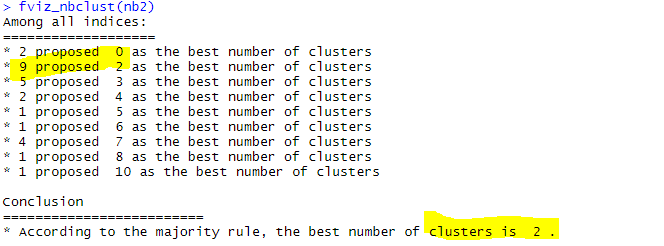 > fviz_nbclust(nb2)
Among all indices:
===================
* 2 proposed  0 as the best number of clusters
* 9 proposed  2 as the best number of clusters
* 5 proposed  3 as the best number of clusters
* 2 proposed  4 as the best number of clusters
* 1 proposed  5 as the best number of clusters
* 1 proposed  6 as the best number of clusters
* 4 proposed  7 as the best number of clusters
* 1 proposed  8 as the best number of clusters
* 1 proposed  10 as the best number of clusters
Conclusion
=========================
* According to the majority rule, the best number of clusters is  2 .